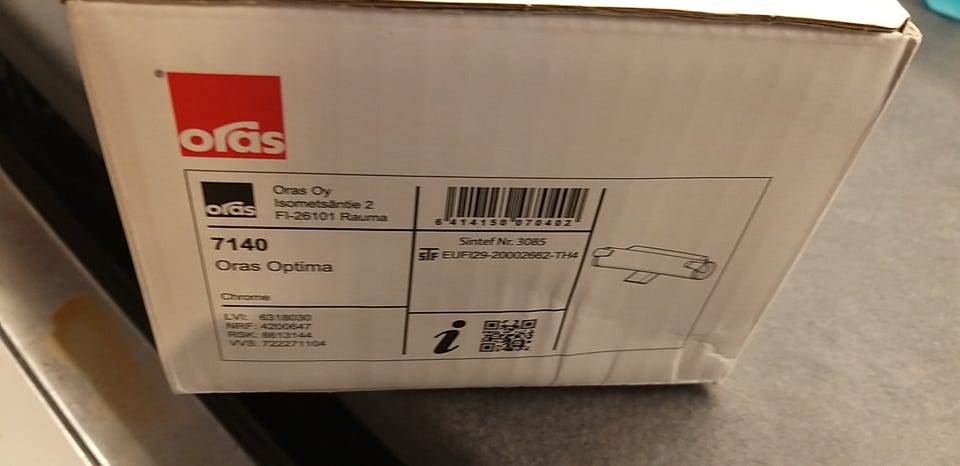 oras
oras
Oras Oy
Isometsäntie 2
FI-26101 Rauma
7140
Oras Optima
Chrome
LVI: 6318030
NRF: 4200647
RSK: 8613144
VVS: 722271104
6 414150 070402
Sintef Nr. 3085
STF EUFI29-20002662-TH4
i